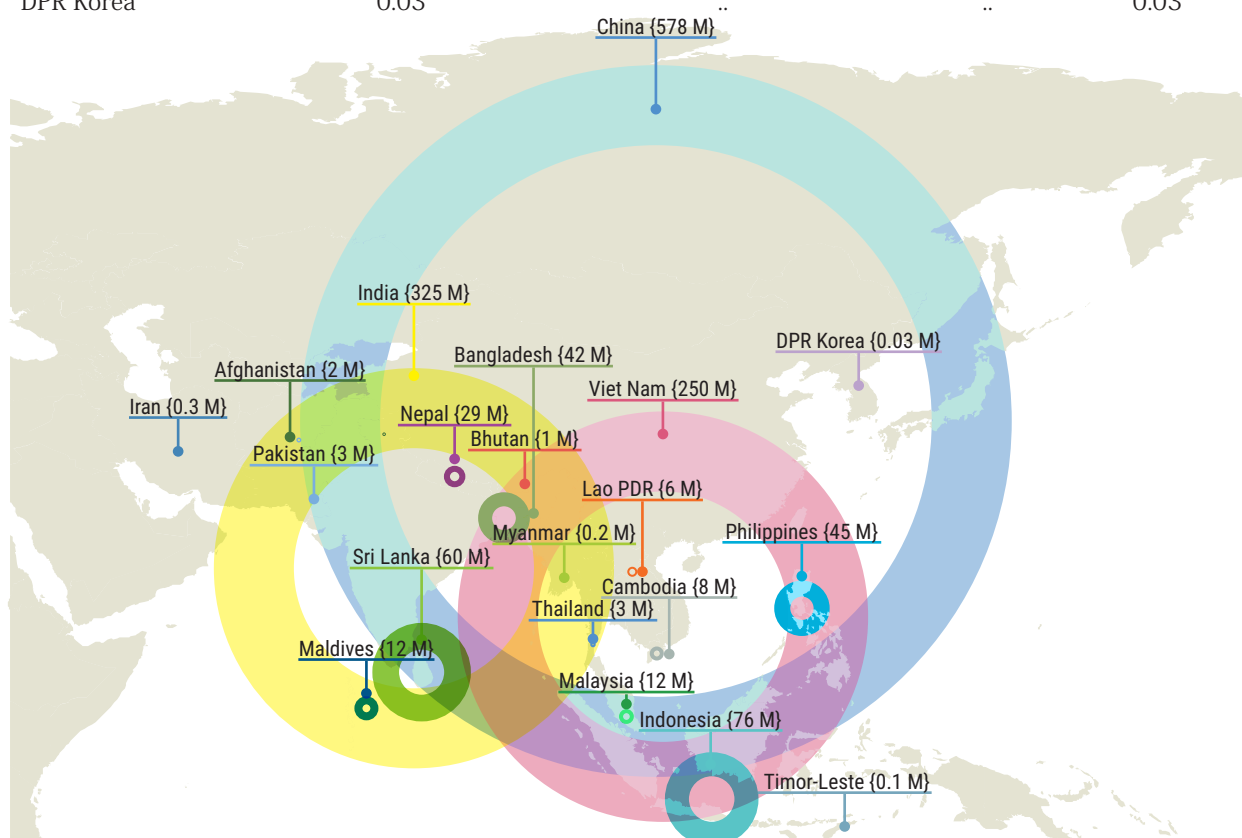 DPR Korea 0.03 .. .. 0.03
China {578 M}
India {325 M}
DPR Korea {0.03 M}
Bangladesh {42 M}
Afghanistan {2 M}
Viet Nam {250 M}
Iran {0.3 M}
Nepal {29 M}
Bhutan {1 M}
Pakistan {3 M}
Lao PDR {6 M}
Myanmar {0.2 M}
Philippines {45 M}
Sri Lanka {60 M}
Cambodia {8 M}
Thailand {3 M}
Maldives {12 M}
Malaysia {12 M}
Indonesia {76 M}
Timor-Leste {0.1 M}